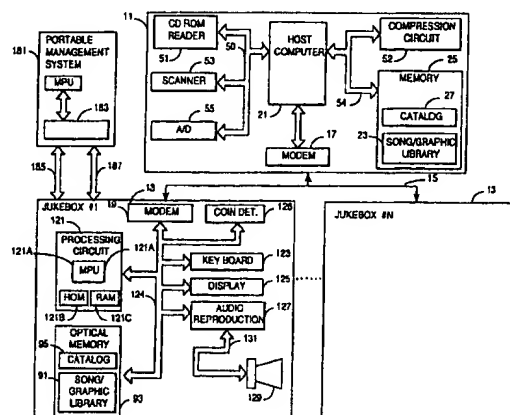 181
PORTABLE
MANAGEMENT
SYSTEM
MPU
183
185
187
11
CD ROM
READER
51
50
SCANNER
53
A/D
55
HOST
COMPUTER
21
MODEM
17
COMPRESSION
CIRCUIT
52
54
MEMORY
25
27
CATALOG
23
SONG/GRAPHIC
LIBRARY
15
13
JUKEBOX #1
19
MODEM
COIN DET.
126
121
PROCESSING
CIRCUIT
121A
MPU
121A
HOM
RAM
121B
121C
124
KEY BOARD
123
DISPLAY
125
AUDIO
REPRODUCTION
127
131
129
OPTICAL
MEMORY
95
CATALOG
91
SONG/
GRAPHIC
LIBRARY
93
13
JUKEBOX #N